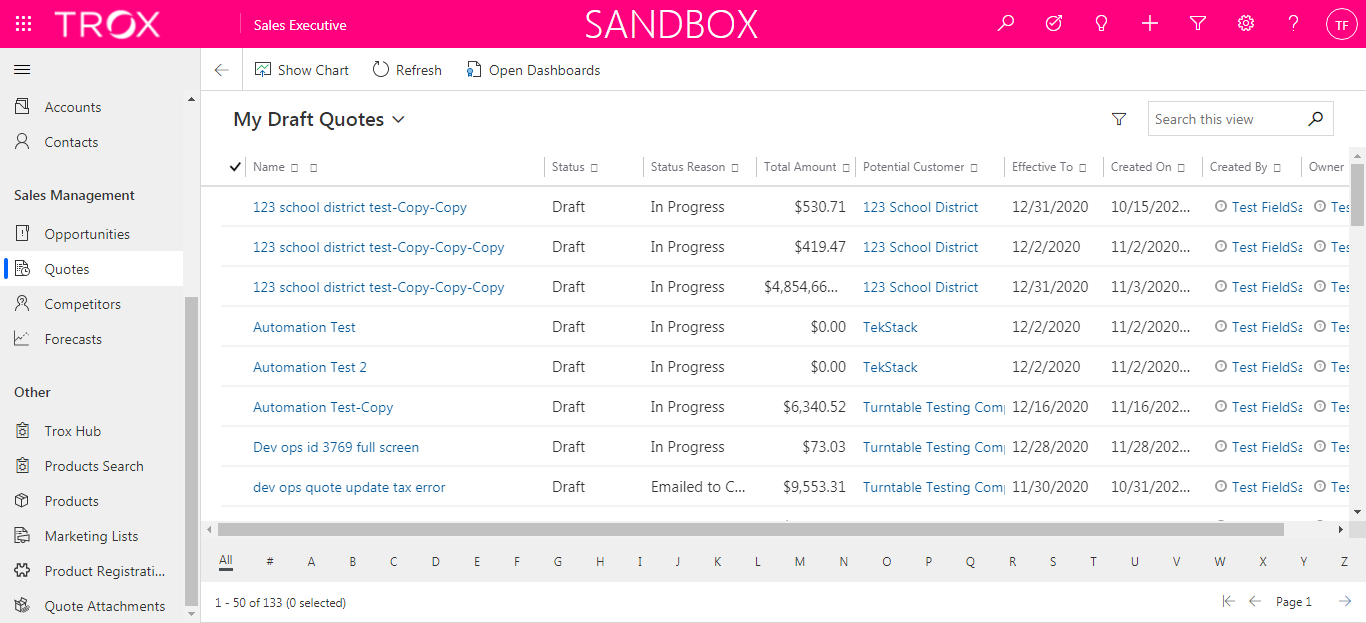 TROX
Sales Executive
SANDBOX
TF
Show Chart
Refresh
Open Dashboards
Accounts
Contacts
Sales Management
Opportunities
Quotes
Competitors
Forecasts
Other
Trox Hub
Products Search
Products
Marketing Lists
Product Registrati...
Quote Attachments
My Draft Quotes
Search this view
Name Status Status Reason Total Amount Potential Customer Effective To Created On Created By Owner
123 school district test-Copy-Copy Draft In Progress $530.71 123 School District 12/31/2020 10/15/202... Test FieldSa Tes
123 school district test-Copy-Copy-Copy Draft In Progress $419.47 123 School District 12/2/2020 11/2/2020... Test FieldSa Tes
123 school district test-Copy-Copy-Copy Draft In Progress $4,854,66... 123 School District 12/31/2020 11/3/2020... Test FieldSa Tes
Automation Test Draft In Progress $0.00 TekStack 12/2/2020 11/2/2020... Test FieldSa Tes
Automation Test 2 Draft In Progress $0.00 TekStack 12/2/2020 11/2/2020... Test FieldSa Tes
Automation Test-Copy Draft In Progress $6,340.52 Turntable Testing Comp 12/16/2020 11/16/202... Test FieldSa Tes
Dev ops id 3769 full screen Draft In Progress $73.03 Turntable Testing Comp 12/28/2020 11/28/202... Test FieldSa Tes
dev ops quote update tax error Draft Emailed to C... $9,553.31 Turntable Testing Comp 11/30/2020 10/31/202... Test FieldSa Tes
All # A B C D E F G H I J K L M N O P Q R S T U V W X Y Z
1 - 50 of 133 (0 selected)
Page 1